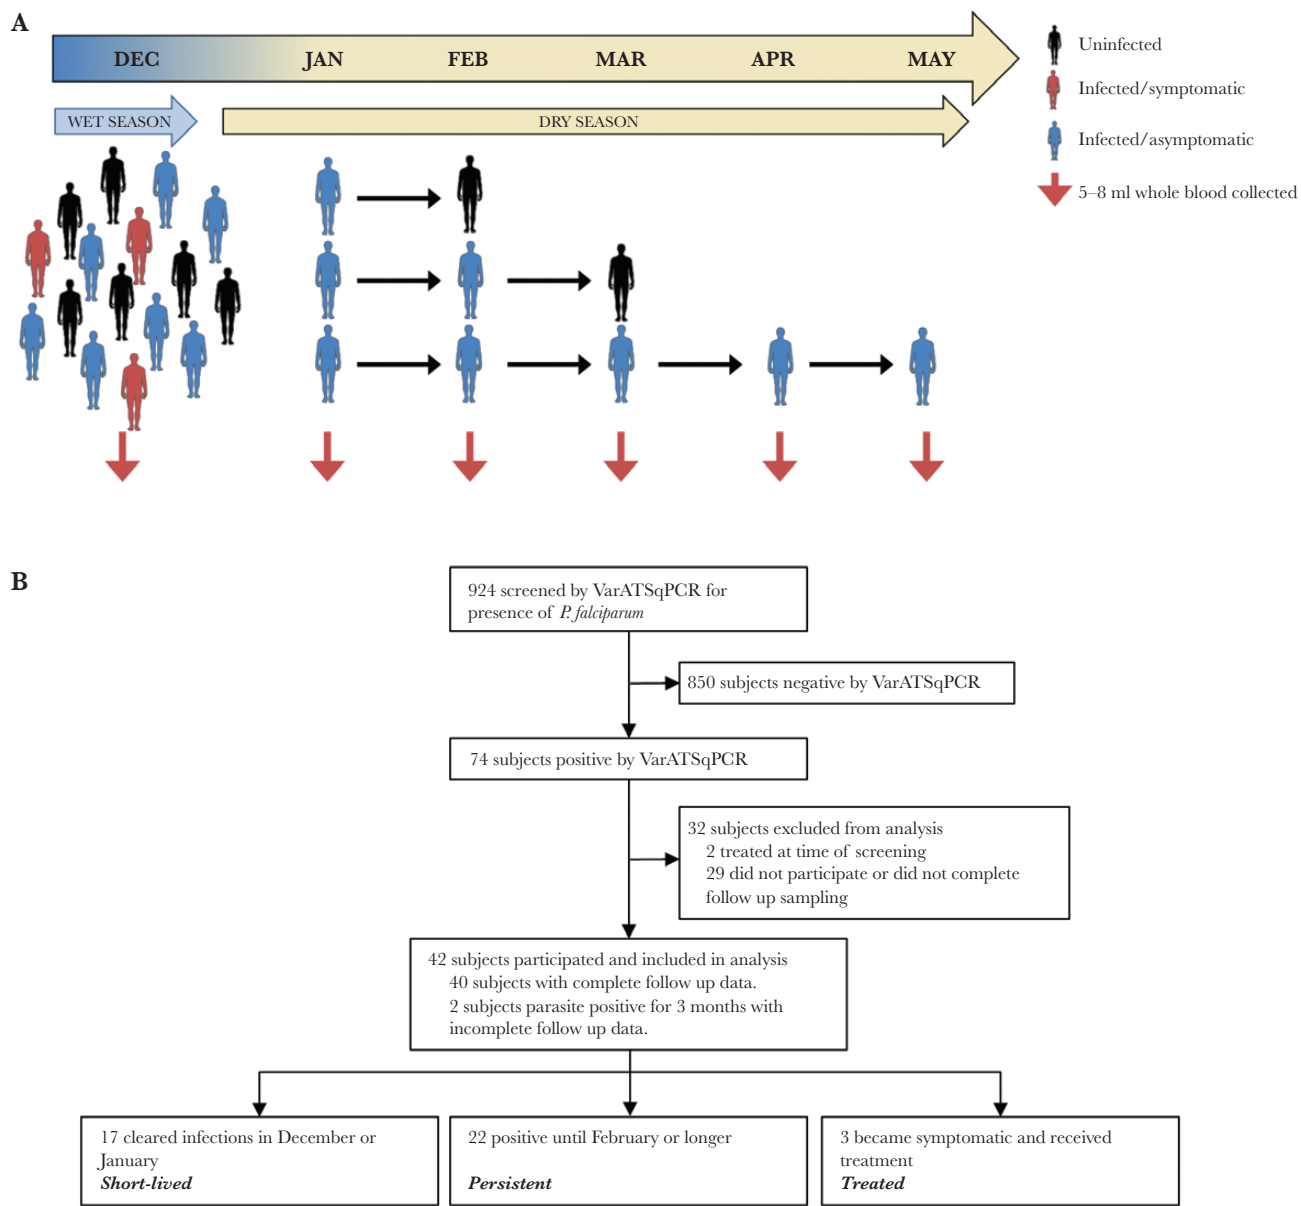 A
DEC JAN FEB MAR APR MAY
WET SEASON DRY SEASON
Uninfected
Infected/symptomatic
Infected/asymptomatic
5–8 ml whole blood collected
B
924 screened by VarATSqPCR for
presence of P. falciparum
850 subjects negative by VarATSqPCR
74 subjects positive by VarATSqPCR
32 subjects excluded from analysis
2 treated at time of screening
29 did not participate or did not complete
follow up sampling
42 subjects participated and included in analysis
40 subjects with complete follow up data.
2 subjects parasite positive for 3 months with
incomplete follow up data.
17 cleared infections in December or
January
Short-lived
22 positive until February or longer
Persistent
3 became symptomatic and received
treatment
Treated